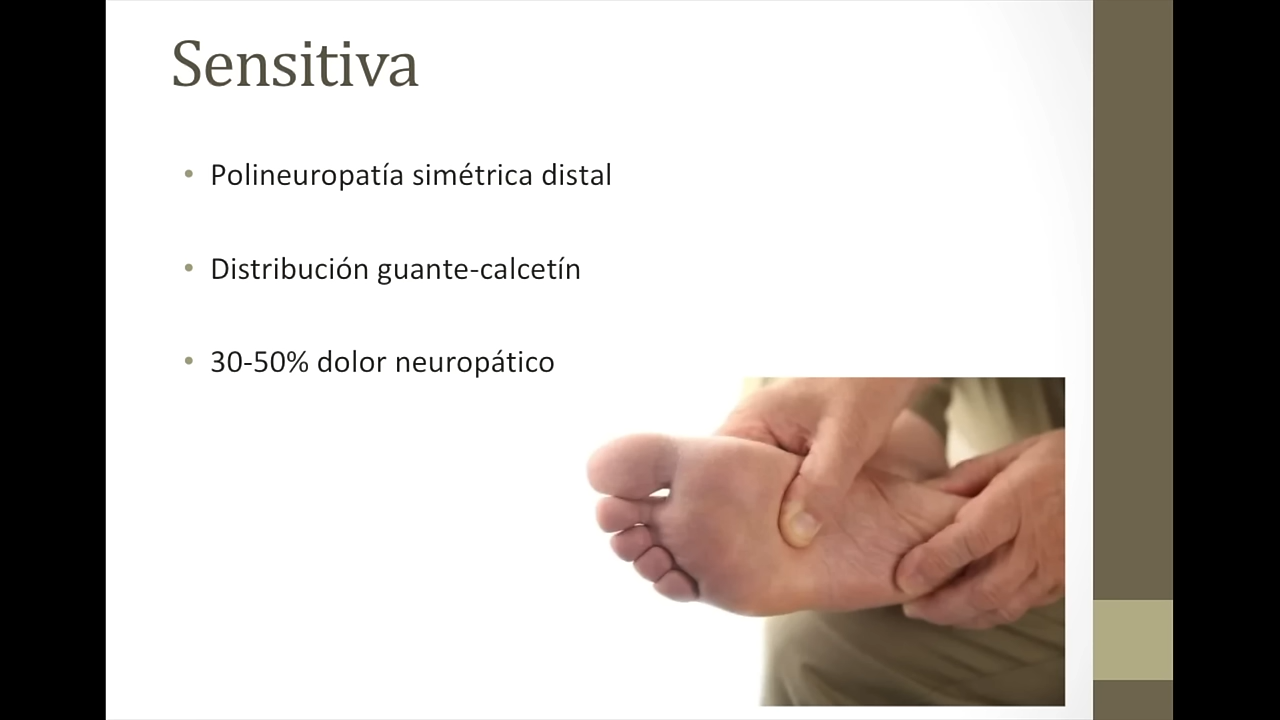 Sensitiva
• Polineuropatía simétrica distal
• Distribución guante-calcetín
• 30-50% dolor neuropático